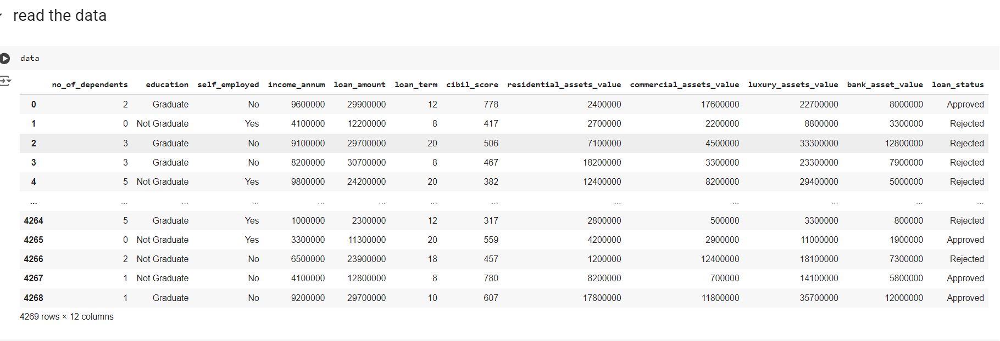 read the data
data
no_of_dependents education self_employed income_annum loan_amount loan_term cibil_score residential_assets_value commercial_assets_value luxury_assets_value bank_asset_value loan_status
0 2 Graduate No 9600000 29900000 12 778 2400000 17600000 22700000 8000000 Approved
1 0 Not Graduate Yes 4100000 12200000 8 417 2700000 2200000 8800000 3300000 Rejected
2 3 Graduate No 9100000 29700000 20 506 7100000 4500000 33300000 12800000 Rejected
3 3 Graduate No 8200000 30700000 8 467 18200000 3300000 23300000 7900000 Rejected
4 5 Not Graduate Yes 9800000 24200000 20 382 12400000 8200000 29400000 5000000 Rejected
... ... ... ... ... ... ... ... ... ... ... ... ...
4264 5 Graduate Yes 1000000 2300000 12 317 2800000 500000 3300000 800000 Rejected
4265 0 Not Graduate Yes 3300000 11300000 20 559 4200000 2900000 11000000 1900000 Approved
4266 2 Not Graduate No 6500000 23900000 18 457 1200000 12400000 18100000 7300000 Rejected
4267 1 Not Graduate No 4100000 12800000 8 780 8200000 700000 14100000 5800000 Approved
4268 1 Graduate No 9200000 29700000 10 607 17800000 11800000 35700000 12000000 Approved
4269 rows × 12 columns